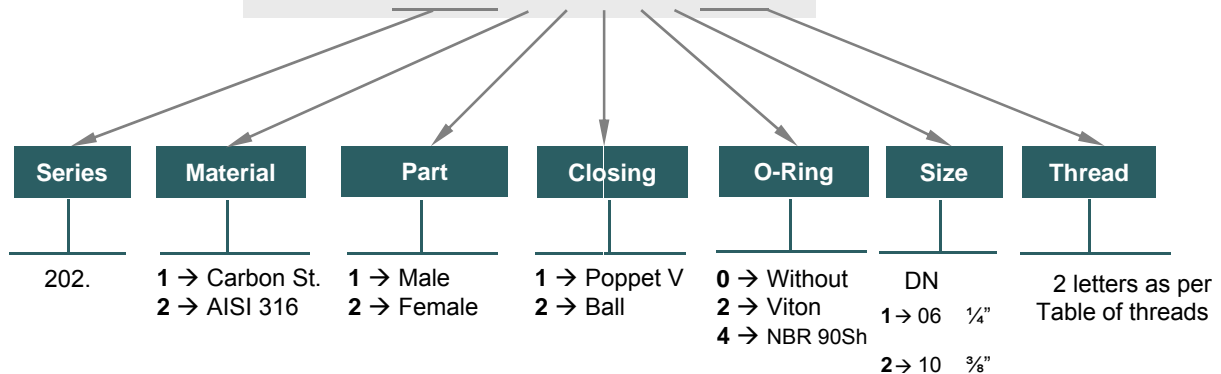 Series Material Part Closing O-Ring Size Thread
202. 1 → Carbon St. 1 → Male 1 → Poppet V 0 → Without DN 2 letters as per
2 → AISI 316 2 → Female 2 → Ball 2 → Viton 1 → 06 ¼” Table of threads
4 → NBR 90Sh
2 → 10 ⅜”